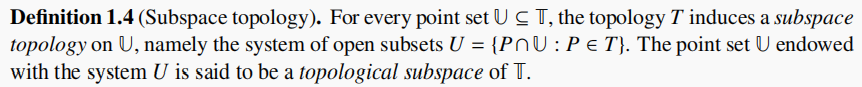 Definition 1.4 (Subspace topology). For every point set 𝕌 ⊆ 𝕋, the topology T induces a subspace
topology on 𝕌, namely the system of open subsets U = {P∩𝕌 : P ∈ T}. The point set 𝕌 endowed
with the system U is said to be a topological subspace of 𝕋.